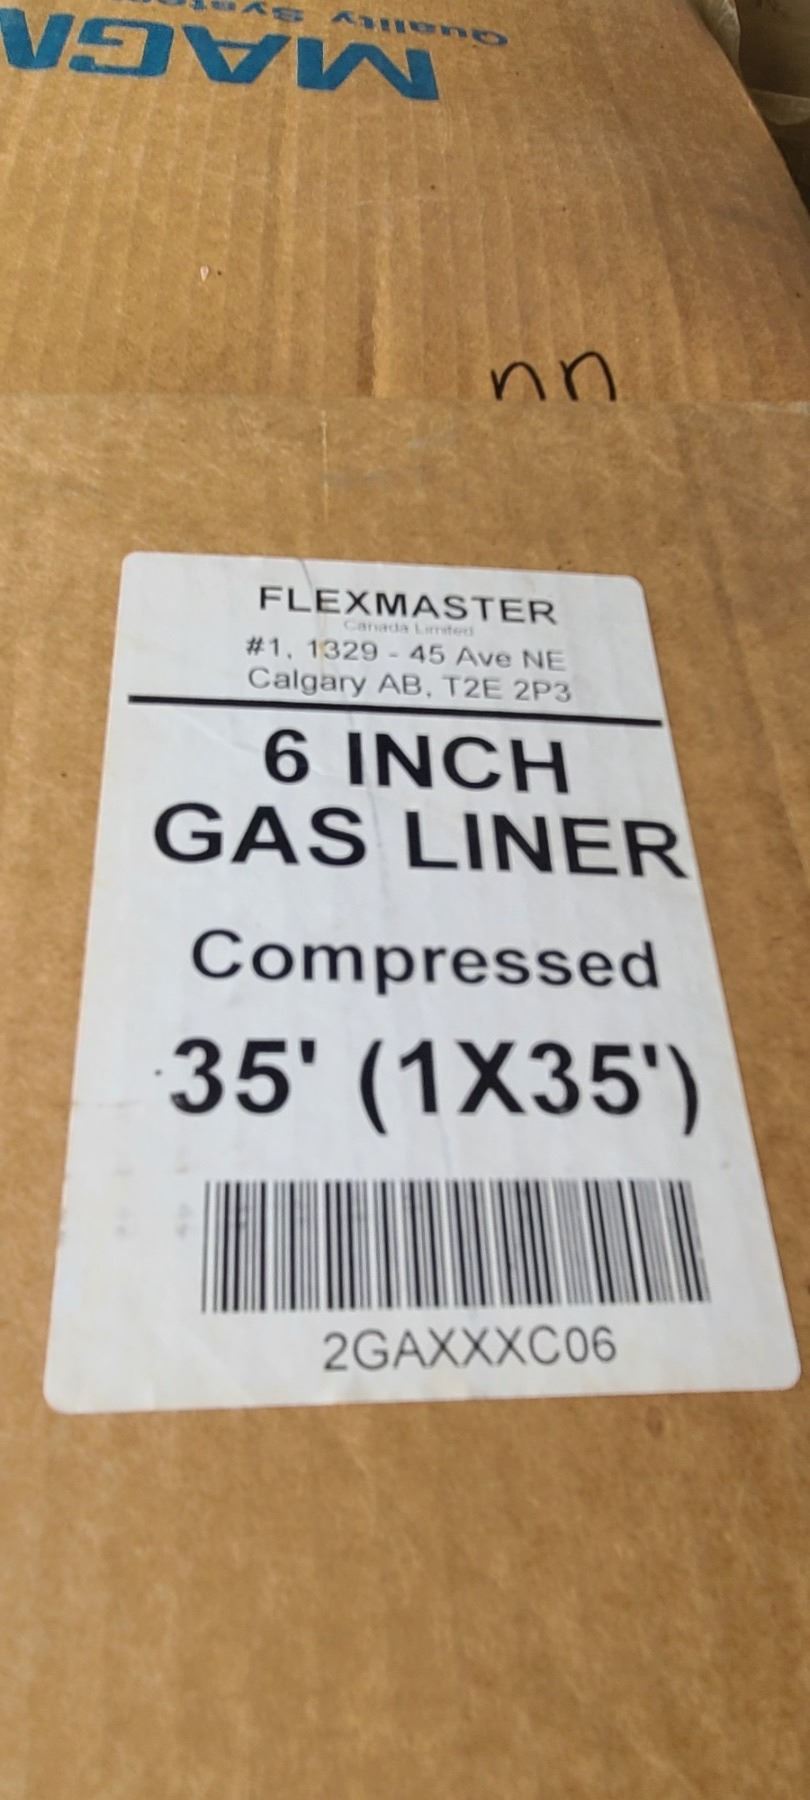 Quality System
MAGN
nn
FLEXMASTER
Canada Limited
#1, 1329 - 45 Ave NE
Calgary AB, T2E 2P3
6 INCH
GAS LINER
Compressed
35' (1X35')
2GAXXXC06